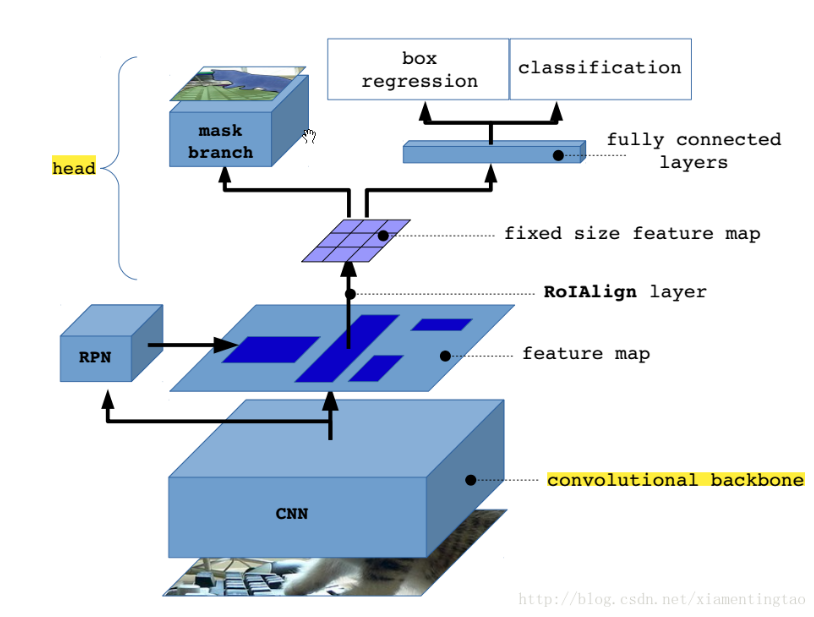 box
regression
classification
mask
branch
fully connected
layers
head
fixed size feature map
RoIAlign layer
RPN
feature map
convolutional backbone
CNN
http://blog.csdn.net/xiamentingtao